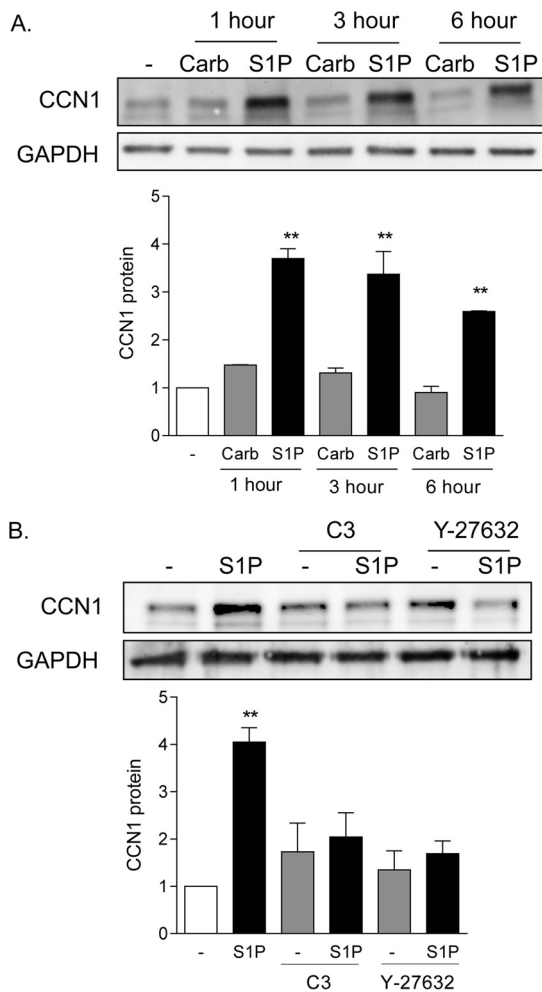 A.
1 hour 3 hour 6 hour
- Carb S1P Carb S1P Carb S1P
CCN1
GAPDH
5
4
3
2
1
0
CCN1 protein
** ** **
- Carb S1P Carb S1P Carb S1P
1 hour 3 hour 6 hour
B.
C3 Y-27632
- S1P - S1P - S1P
CCN1
GAPDH
5
4
3
2
1
0
CCN1 protein
**
- S1P - S1P - S1P
C3 Y-27632